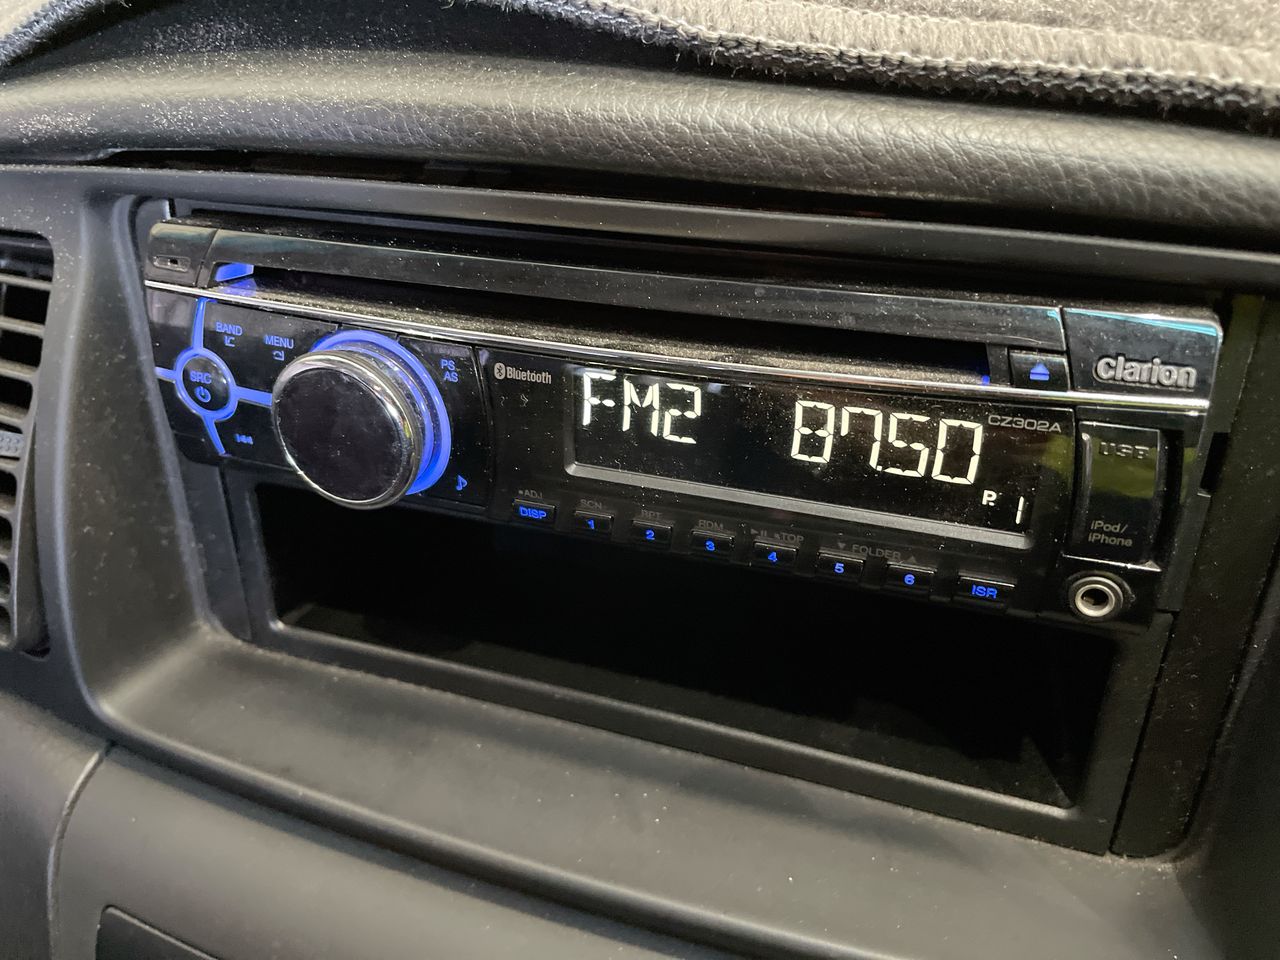 BAND
MENU
PS
AS
SRC
Bluetooth
FM2 87.50
P. 1
CZ302A
clarion
USB
iPod/
iPhone
ADJ SCN RPT RDM TOP FOLDER
DISP 1 2 3 4 5 6 ISR